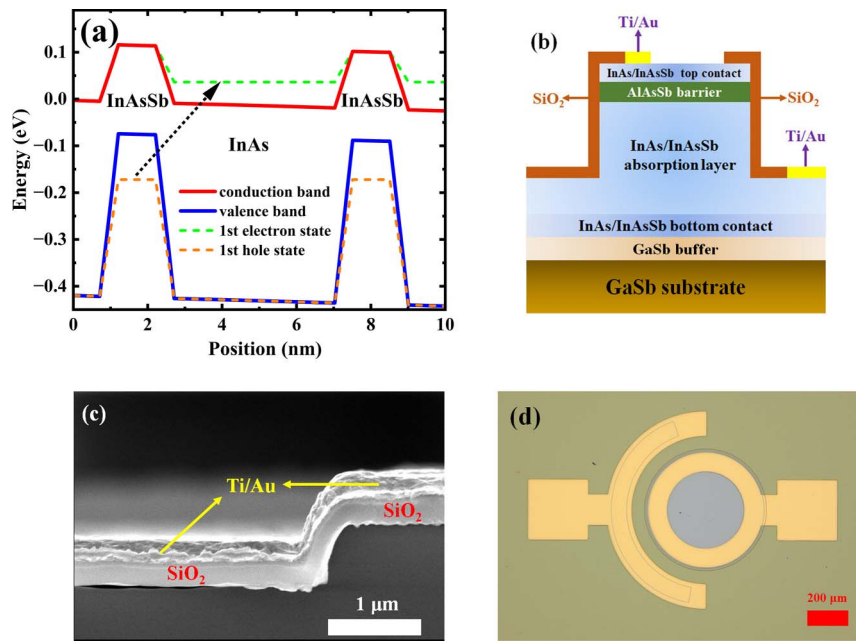 (a)
0.1
0.0
−0.1
−0.2
−0.3
−0.4
Energy (eV)
InAsSb
InAsSb
InAs
conduction band
valence band
1st electron state
1st hole state
0
2
4
6
8
10
Position (nm)
(b)
Ti/Au
InAs/InAsSb top contact
AlAsSb barrier
SiO2
SiO2
Ti/Au
InAs/InAsSb
absorption layer
InAs/InAsSb bottom contact
GaSb buffer
GaSb substrate
(c)
Ti/Au
SiO2
SiO2
1 μm
(d)
200 μm